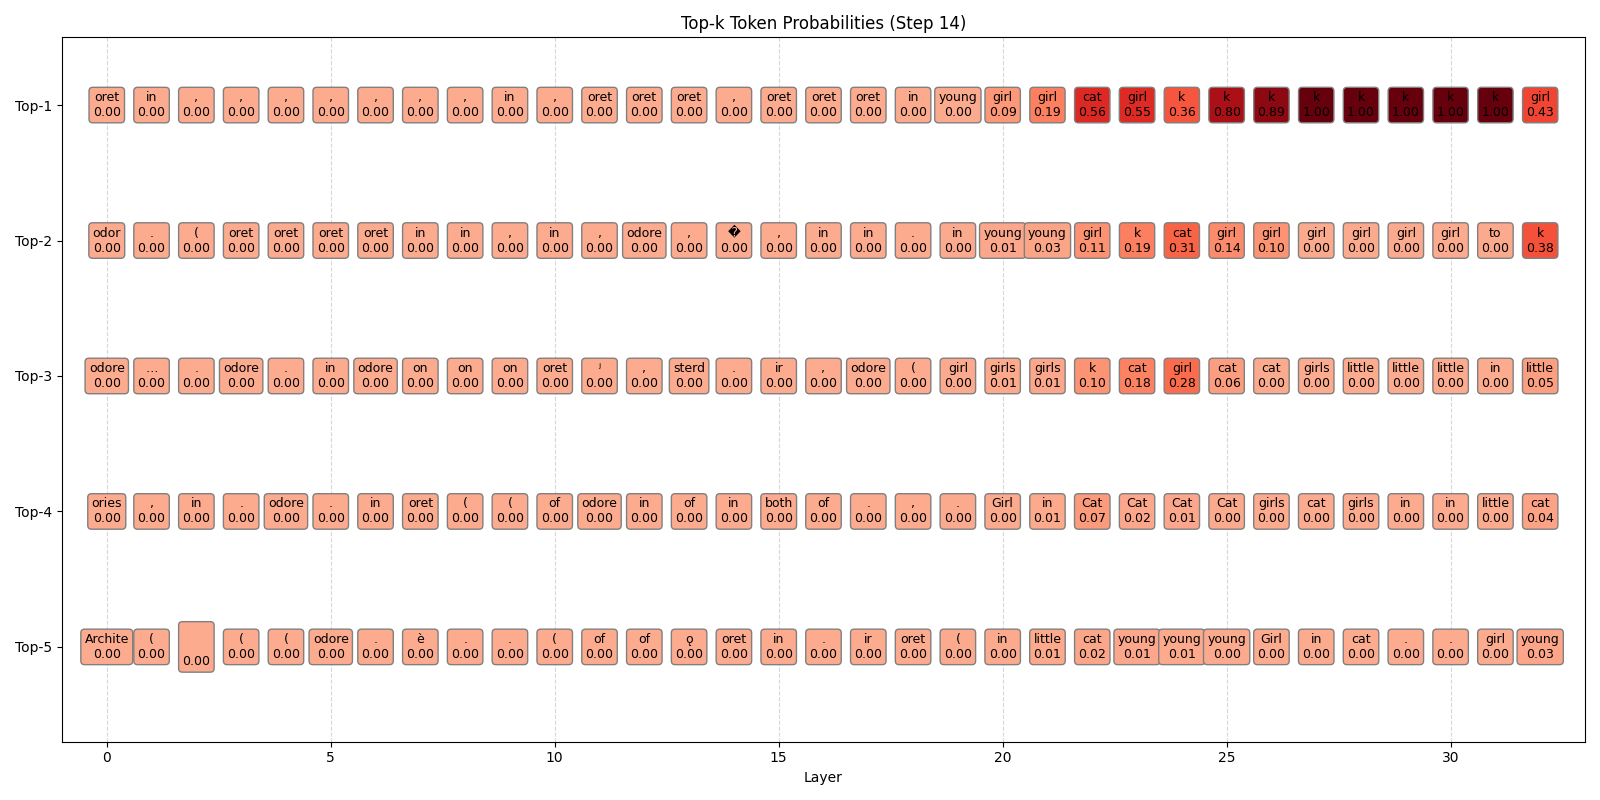 Top-k Token Probabilities (Step 14)
oret in , , , , , , , in , oret oret oret , oret oret oret in young girl girl cat girl k k k k k k k k girl
Top-1
0.00 0.00 0.00 0.00 0.00 0.00 0.00 0.00 0.00 0.00 0.00 0.00 0.00 0.00 0.00 0.00 0.00 0.00 0.00 0.00 0.09 0.19 0.56 0.55 0.36 0.80 0.89 1.00 1.00 1.00 1.00 1.00 0.43
odor . ( oret oret oret oret in in , in , odore , � , in in . in young young girl k cat girl girl girl girl girl girl to k
Top-2
0.00 0.00 0.00 0.00 0.00 0.00 0.00 0.00 0.00 0.00 0.00 0.00 0.00 0.00 0.00 0.00 0.00 0.00 0.00 0.00 0.01 0.03 0.11 0.19 0.31 0.14 0.10 0.00 0.00 0.00 0.00 0.00 0.38
odore ... . odore . in odore on on on oret , sterd . ir , odore ( girl girls girls k cat girl cat cat girls little little little in little
Top-3
0.00 0.00 0.00 0.00 0.00 0.00 0.00 0.00 0.00 0.00 0.00 0.00 0.00 0.00 0.00 0.00 0.00 0.00 0.00 0.00 0.01 0.01 0.10 0.18 0.28 0.06 0.00 0.00 0.00 0.00 0.00 0.00 0.05
ories , in . odore . in oret ( ( of odore in of in both of . , . Girl in Cat Cat Cat Cat girls cat girls in in little cat
Top-4
0.00 0.00 0.00 0.00 0.00 0.00 0.00 0.00 0.00 0.00 0.00 0.00 0.00 0.00 0.00 0.00 0.00 0.00 0.00 0.00 0.00 0.01 0.07 0.02 0.01 0.00 0.00 0.00 0.00 0.00 0.00 0.00 0.04
Archite ( ( ( odore . è . . ( of of ǫ oret in . ir oret ( in little cat young young young Girl in cat . . girl young
Top-5
0.00 0.00 0.00 0.00 0.00 0.00 0.00 0.00 0.00 0.00 0.00 0.00 0.00 0.00 0.00 0.00 0.00 0.00 0.00 0.00 0.00 0.01 0.02 0.01 0.01 0.00 0.00 0.00 0.00 0.00 0.00 0.00 0.03
0 5 10 15 20 25 30
Layer